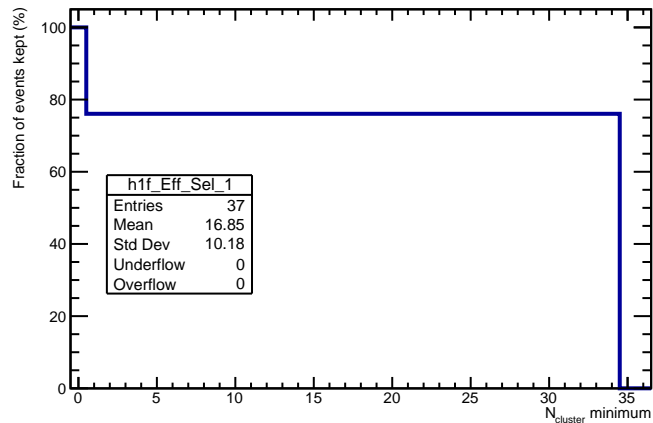 Fraction of events kept (%)
100
80
60
40
20
0
h1f_Eff_Sel_1
Entries 37
Mean 16.85
Std Dev 10.18
Underflow 0
Overflow 0
0 5 10 15 20 25 30 35
N_cluster minimum